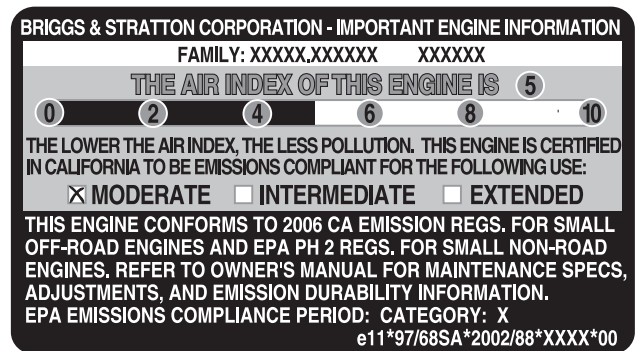 BRIGGS & STRATTON CORPORATION - IMPORTANT ENGINE INFORMATION
FAMILY: XXXXX.XXXXXX XXXXXX
THE AIR INDEX OF THIS ENGINE IS 5
0 2 4 6 8 10
THE LOWER THE AIR INDEX, THE LESS POLLUTION. THIS ENGINE IS CERTIFIED
IN CALIFORNIA TO BE EMISSIONS COMPLIANT FOR THE FOLLOWING USE:
☒ MODERATE ☐ INTERMEDIATE ☐ EXTENDED
THIS ENGINE CONFORMS TO 2006 CA EMISSION REGS. FOR SMALL
OFF-ROAD ENGINES AND EPA PH 2 REGS. FOR SMALL NON-ROAD
ENGINES. REFER TO OWNER'S MANUAL FOR MAINTENANCE SPECS,
ADJUSTMENTS, AND EMISSION DURABILITY INFORMATION.
EPA EMISSIONS COMPLIANCE PERIOD: CATEGORY: X
e11*97/68SA*2002/88*XXXX*00